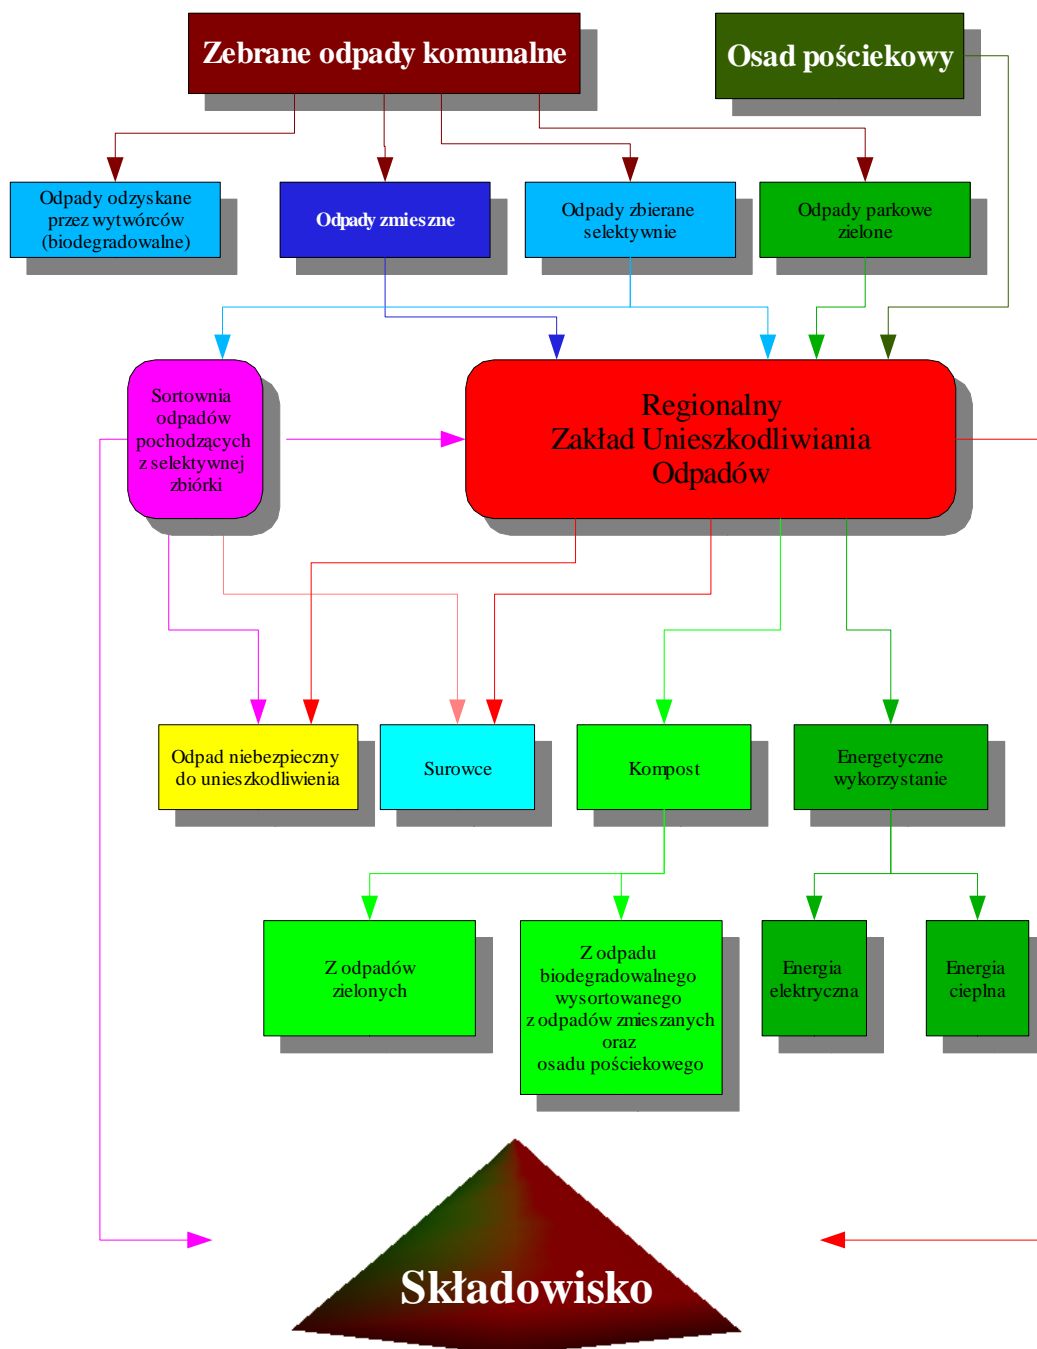 Zebrane odpady komunalne
Osad pościekowy
Odpady odzyskane
przez wytwórców
(biodegradowalne)
Odpady zmieszne
Odpady zbierane
selektywnie
Odpady parkowe
zielone
Sortownia
odpadów
pochodzących
z selektywnej
zbiórki
Regionalny
Zakład Unieszkodliwiania
Odpadów
Odpad niebezpieczny
do unieszkodliwienia
Surowce
Kompost
Energetyczne
wykorzystanie
Z odpadów
zielonych
Z odpadu
biodegradowalnego
wysortowanego
z odpadów zmieszanych
oraz
osadu pościekowego
Energia
elektryczna
Energia
cieplna
Składowisko